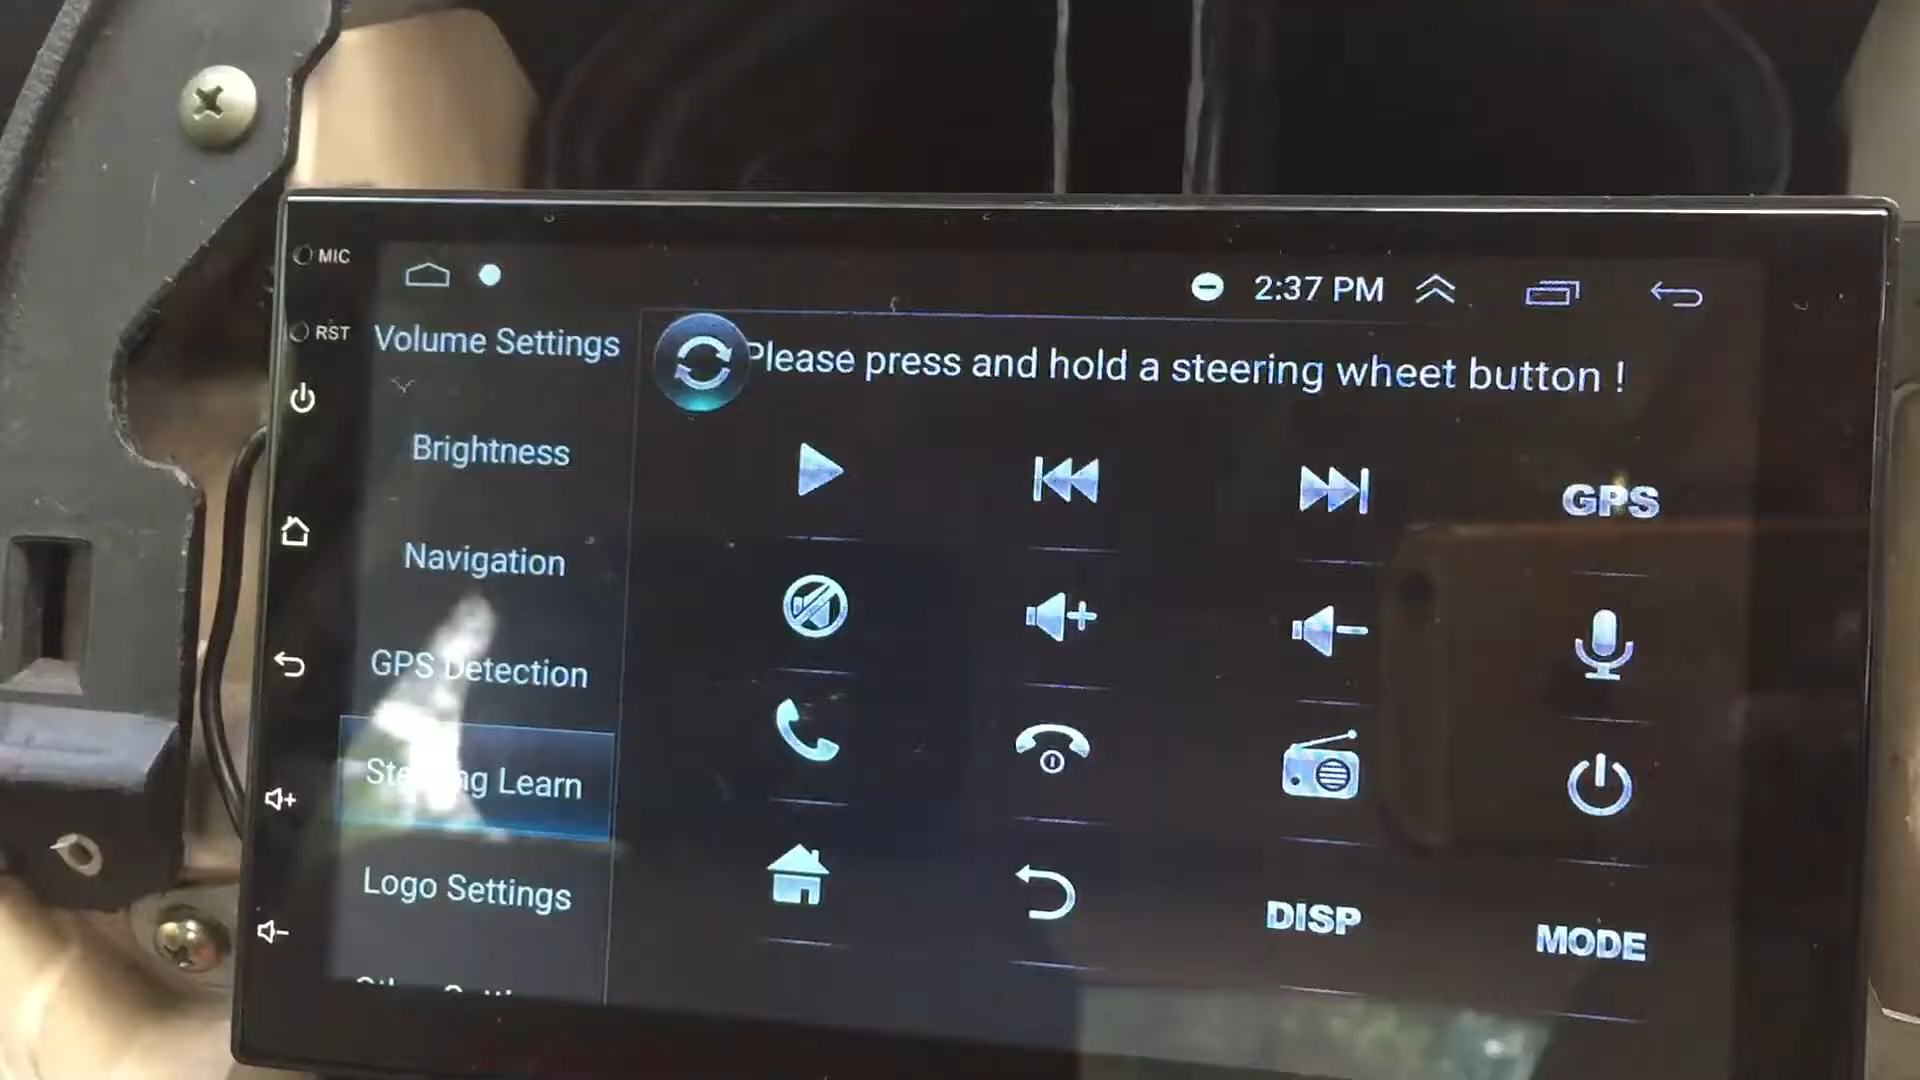 MIC
RST
2:37 PM
Volume Settings
Please press and hold a steering wheet button !
Brightness
Navigation
GPS Detection
Learn
Logo Settings
GPS
DISP
MODE